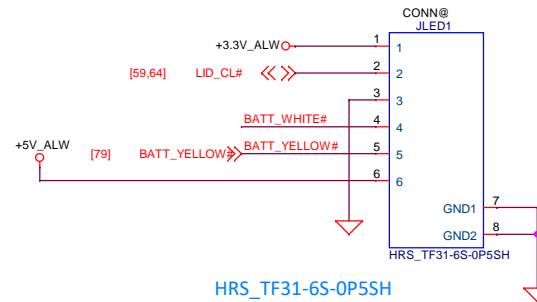 CONN@
JLED1
+3.3V_ALW 1 1
[59,64] LID_CL# 2 2
3 3
BATT_WHITE# 4 4
+5V_ALW [79] BATT_YELLOW# BATT_YELLOW# 5 5
6 6
GND1 7
GND2 8
HRS_TF31-6S-0P5SH
HRS_TF31-6S-0P5SH